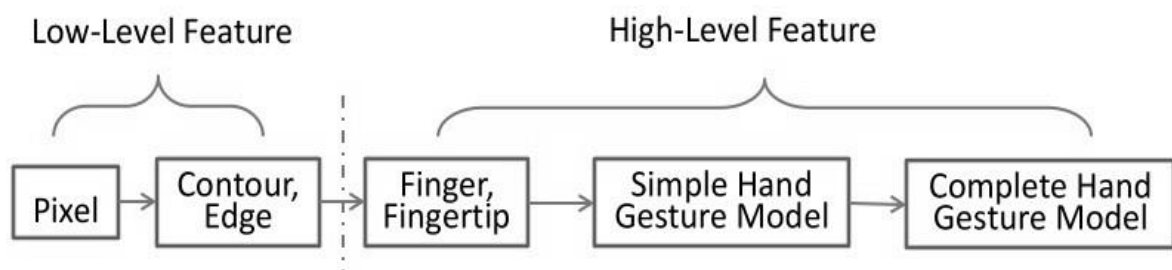 Low-Level Feature
High-Level Feature
Pixel
Contour,
Edge
Finger,
Fingertip
Simple Hand
Gesture Model
Complete Hand
Gesture Model